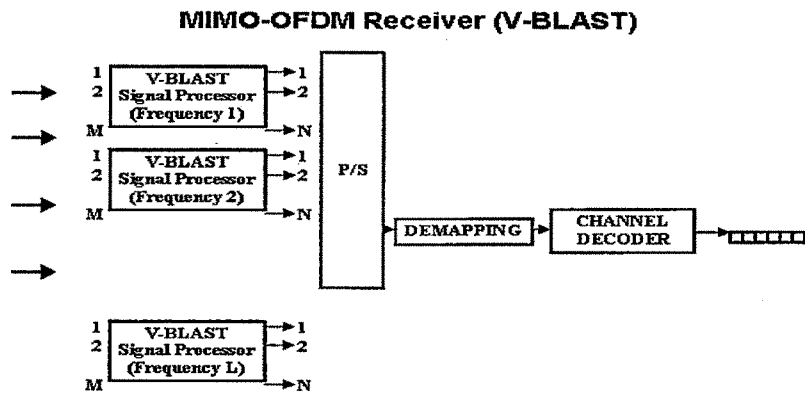 MIMO-OFDM Receiver (V-BLAST)
1 V-BLAST 1
2 Signal Processor 2
(Frequency 1)
M N
1 V-BLAST 1
2 Signal Processor 2
(Frequency 2)
M N
P/S
DEMAPPING
CHANNEL
DECODER
1 V-BLAST 1
2 Signal Processor 2
(Frequency L)
M N